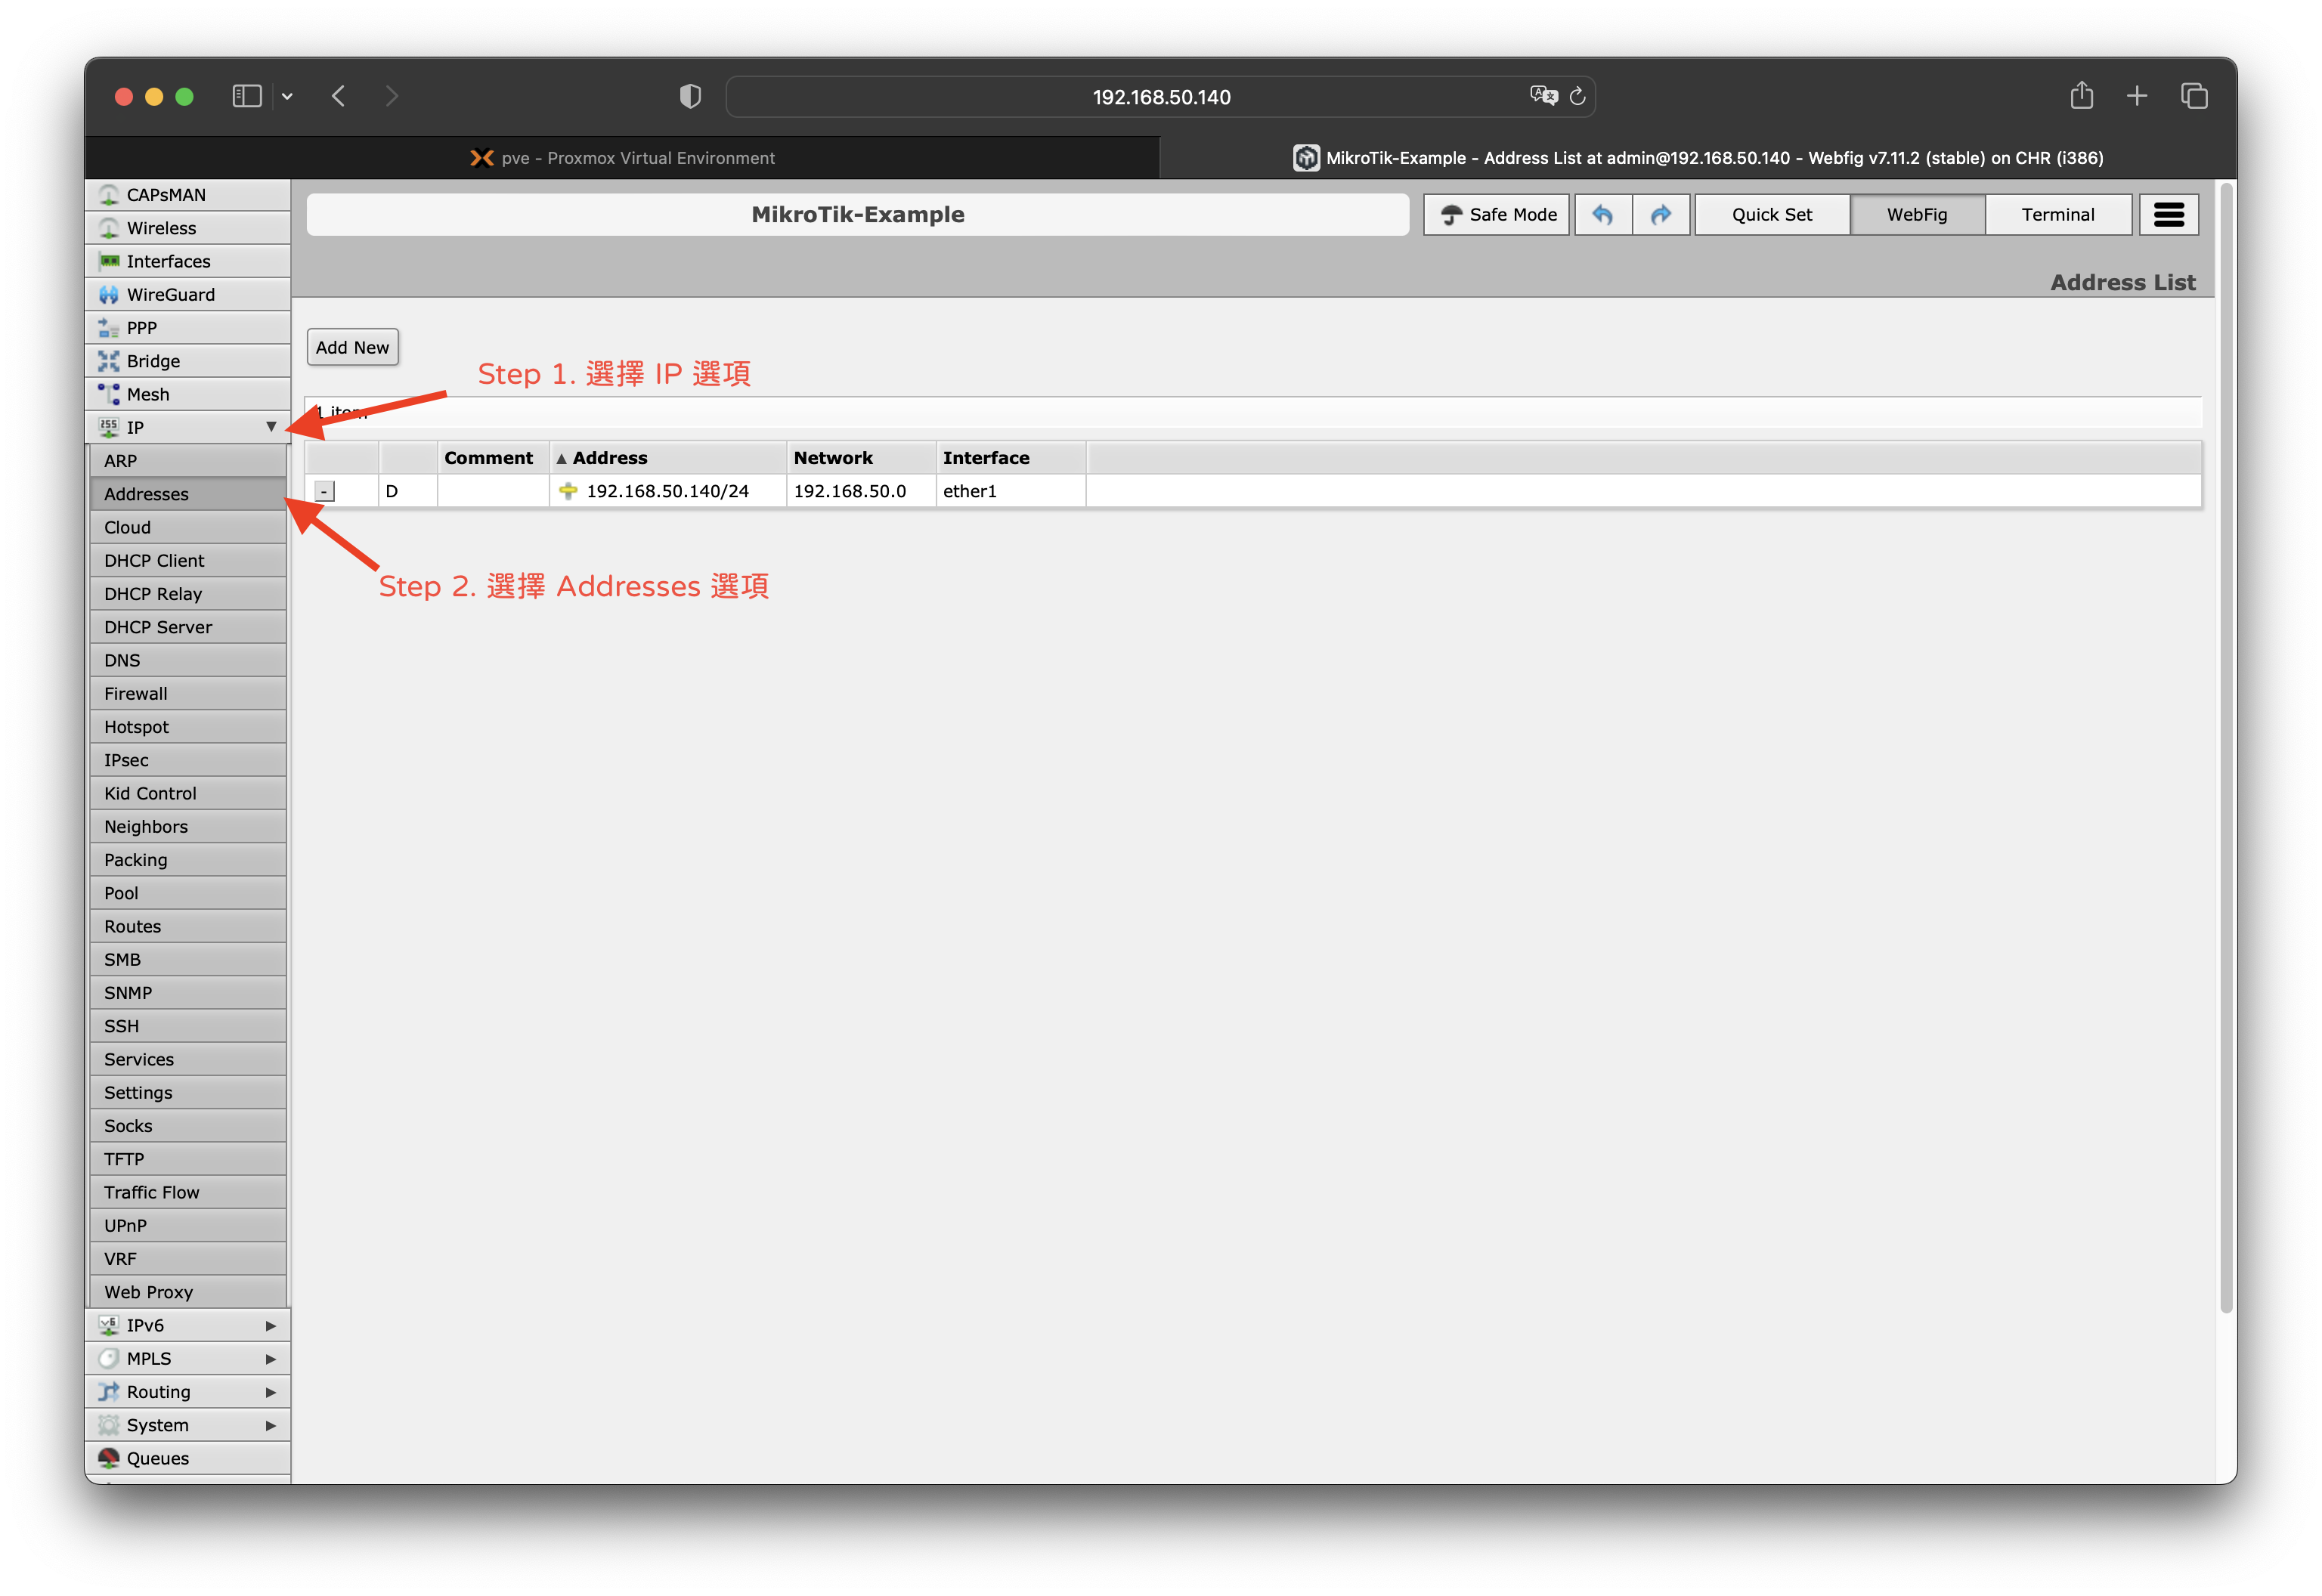 192.168.50.140
pve - Proxmox Virtual Environment
MikroTik-Example - Address List at admin@192.168.50.140 - Webfig v7.11.2 (stable) on CHR (i386)
CAPsMAN
Wireless
Interfaces
WireGuard
PPP
Bridge
Mesh
IP
ARP
Addresses
Cloud
DHCP Client
DHCP Relay
DHCP Server
DNS
Firewall
Hotspot
IPsec
Kid Control
Neighbors
Packing
Pool
Routes
SMB
SNMP
SSH
Services
Settings
Socks
TFTP
Traffic Flow
UPnP
VRF
Web Proxy
IPv6
MPLS
Routing
System
Queues
MikroTik-Example
Safe Mode
Quick Set
WebFig
Terminal
Address List
Add New
Step 1. 選擇 IP 選項
1 item
Comment Address Network Interface
- D 192.168.50.140/24 192.168.50.0 ether1
Step 2. 選擇 Addresses 選項